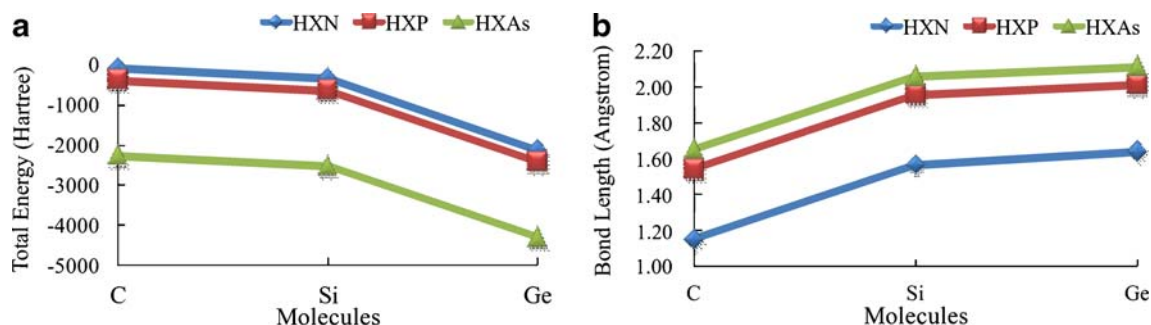 a
HXN HXP HXAs
Total Energy (Hartree)
0
-1000
-2000
-3000
-4000
-5000
C Si Ge
Molecules
b
HXN HXP HXAs
Bond Length (Angstrom)
2.20
2.00
1.80
1.60
1.40
1.20
1.00
C Si Ge
Molecules